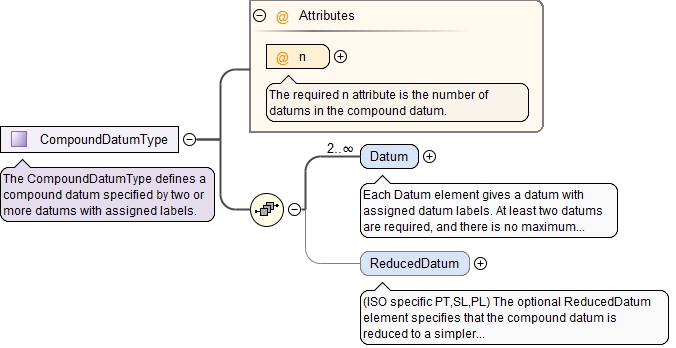 @ Attributes
@ n
The required n attribute is the number of
datums in the compound datum.
CompoundDatumType
The CompoundDatumType defines a
compound datum specified by two or
more datums with assigned labels.
2..∞
Datum
Each Datum element gives a datum with
assigned datum labels. At least two datums
are required, and there is no maximum...
ReducedDatum
(ISO specific PT,SL,PL) The optional ReducedDatum
element specifies that the compound datum is
reduced to a simpler...